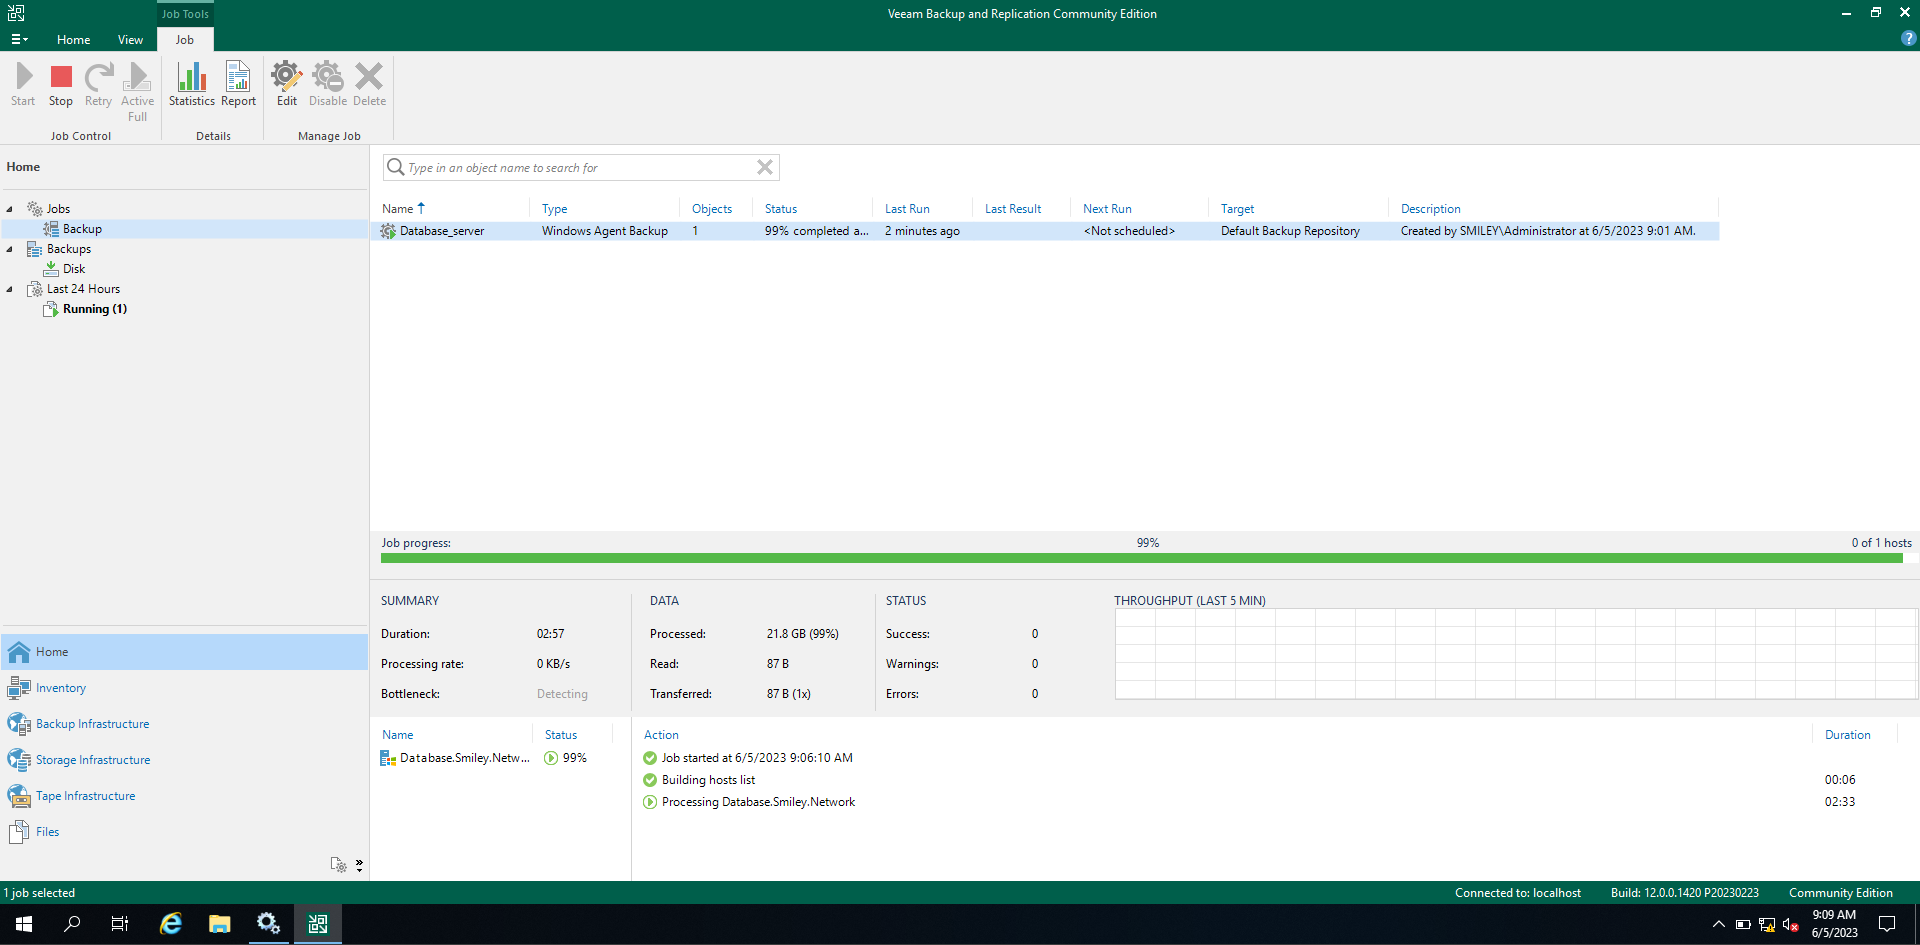 Job Tools
Veeam Backup and Replication Community Edition
Home
View
Job
?
Start
Stop
Retry
Active
Full
Statistics
Report
Edit
Disable
Delete
Job Control
Details
Manage Job
Home
Type in an object name to search for
Jobs
Backup
Backups
Disk
Last 24 Hours
Running (1)
Name
Type
Objects
Status
Last Run
Last Result
Next Run
Target
Description
Database_server
Windows Agent Backup
1
99% completed a...
2 minutes ago
<Not scheduled>
Default Backup Repository
Created by SMILEY\Administrator at 6/5/2023 9:01 AM.
Job progress:
99%
0 of 1 hosts
SUMMARY
Duration:
02:57
Processing rate:
0 KB/s
Bottleneck:
Detecting
DATA
Processed:
21.8 GB (99%)
Read:
87 B
Transferred:
87 B (1x)
STATUS
Success:
0
Warnings:
0
Errors:
0
THROUGHPUT (LAST 5 MIN)
Home
Inventory
Backup Infrastructure
Storage Infrastructure
Tape Infrastructure
Files
Name
Status
Database.Smiley.Netw...
99%
Action
Duration
Job started at 6/5/2023 9:06:10 AM
Building hosts list
00:06
Processing Database.Smiley.Network
02:33
1 job selected
Connected to: localhost
Build: 12.0.0.1420 P20230223
Community Edition
9:09 AM
6/5/2023